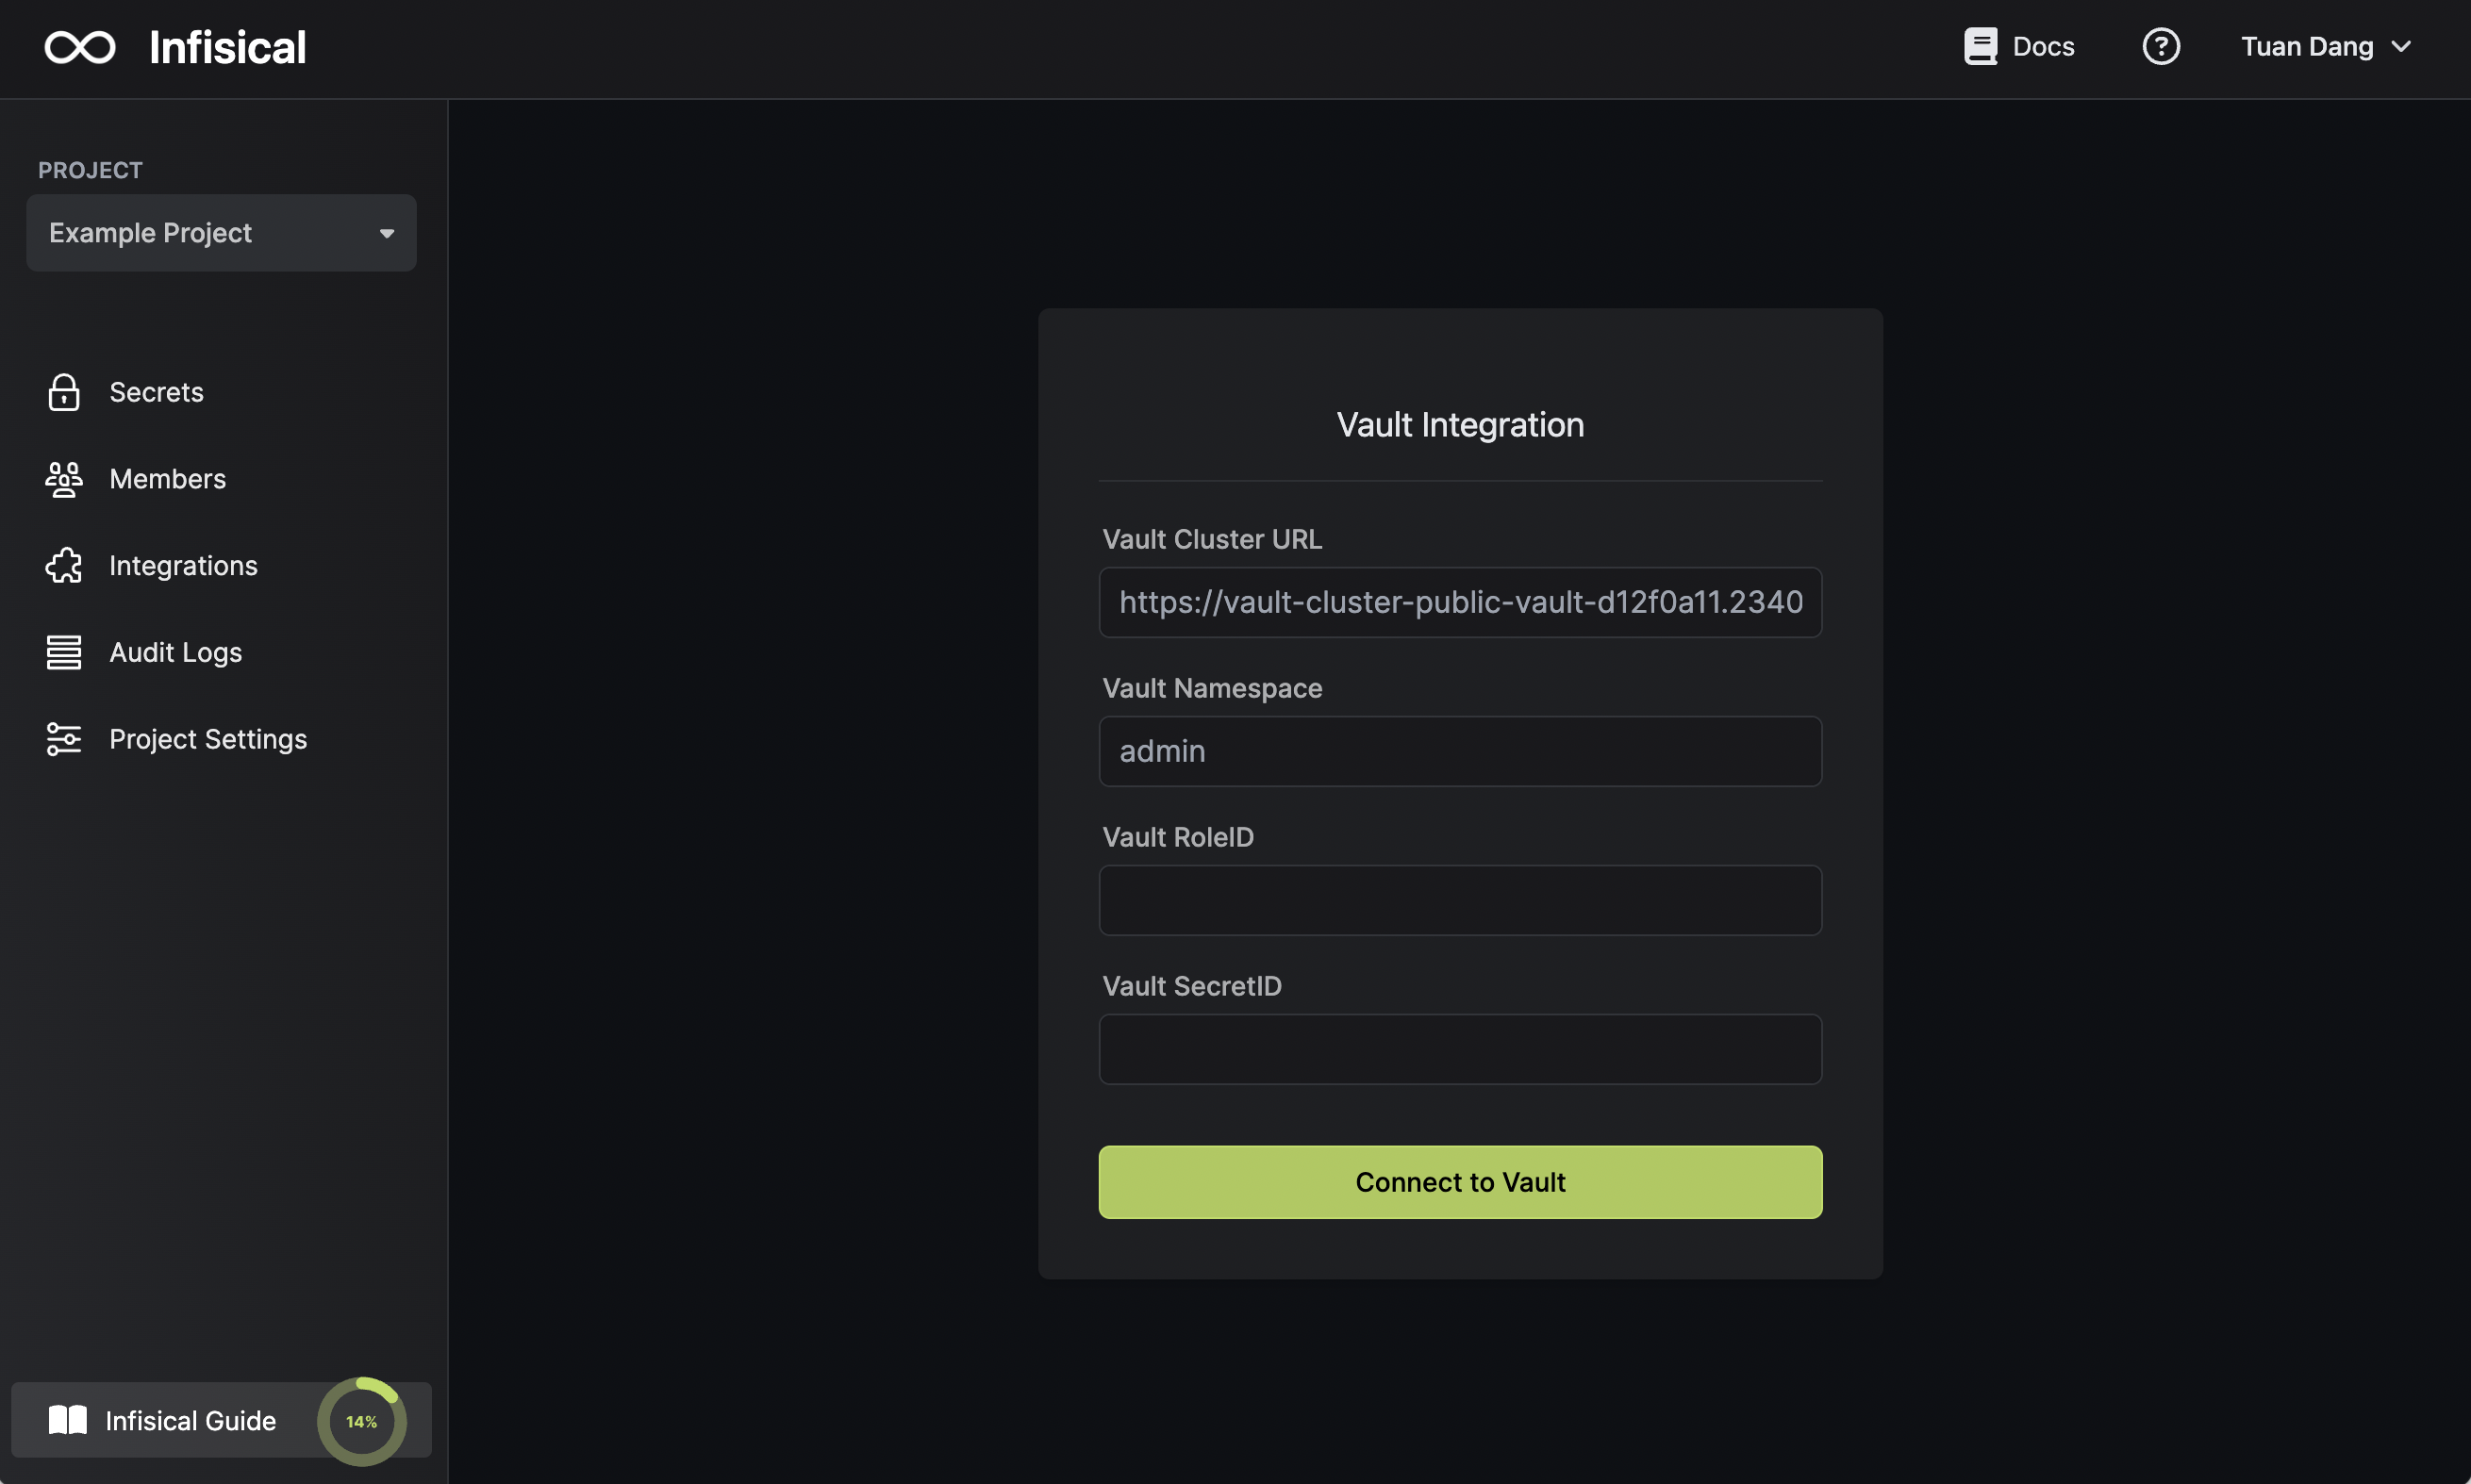 Infisical
Docs
Tuan Dang
PROJECT
Example Project
Secrets
Members
Integrations
Audit Logs
Project Settings
Infisical Guide
14%
Vault Integration
Vault Cluster URL
https://vault-cluster-public-vault-d12f0a11.2340
Vault Namespace
admin
Vault RoleID
Vault SecretID
Connect to Vault